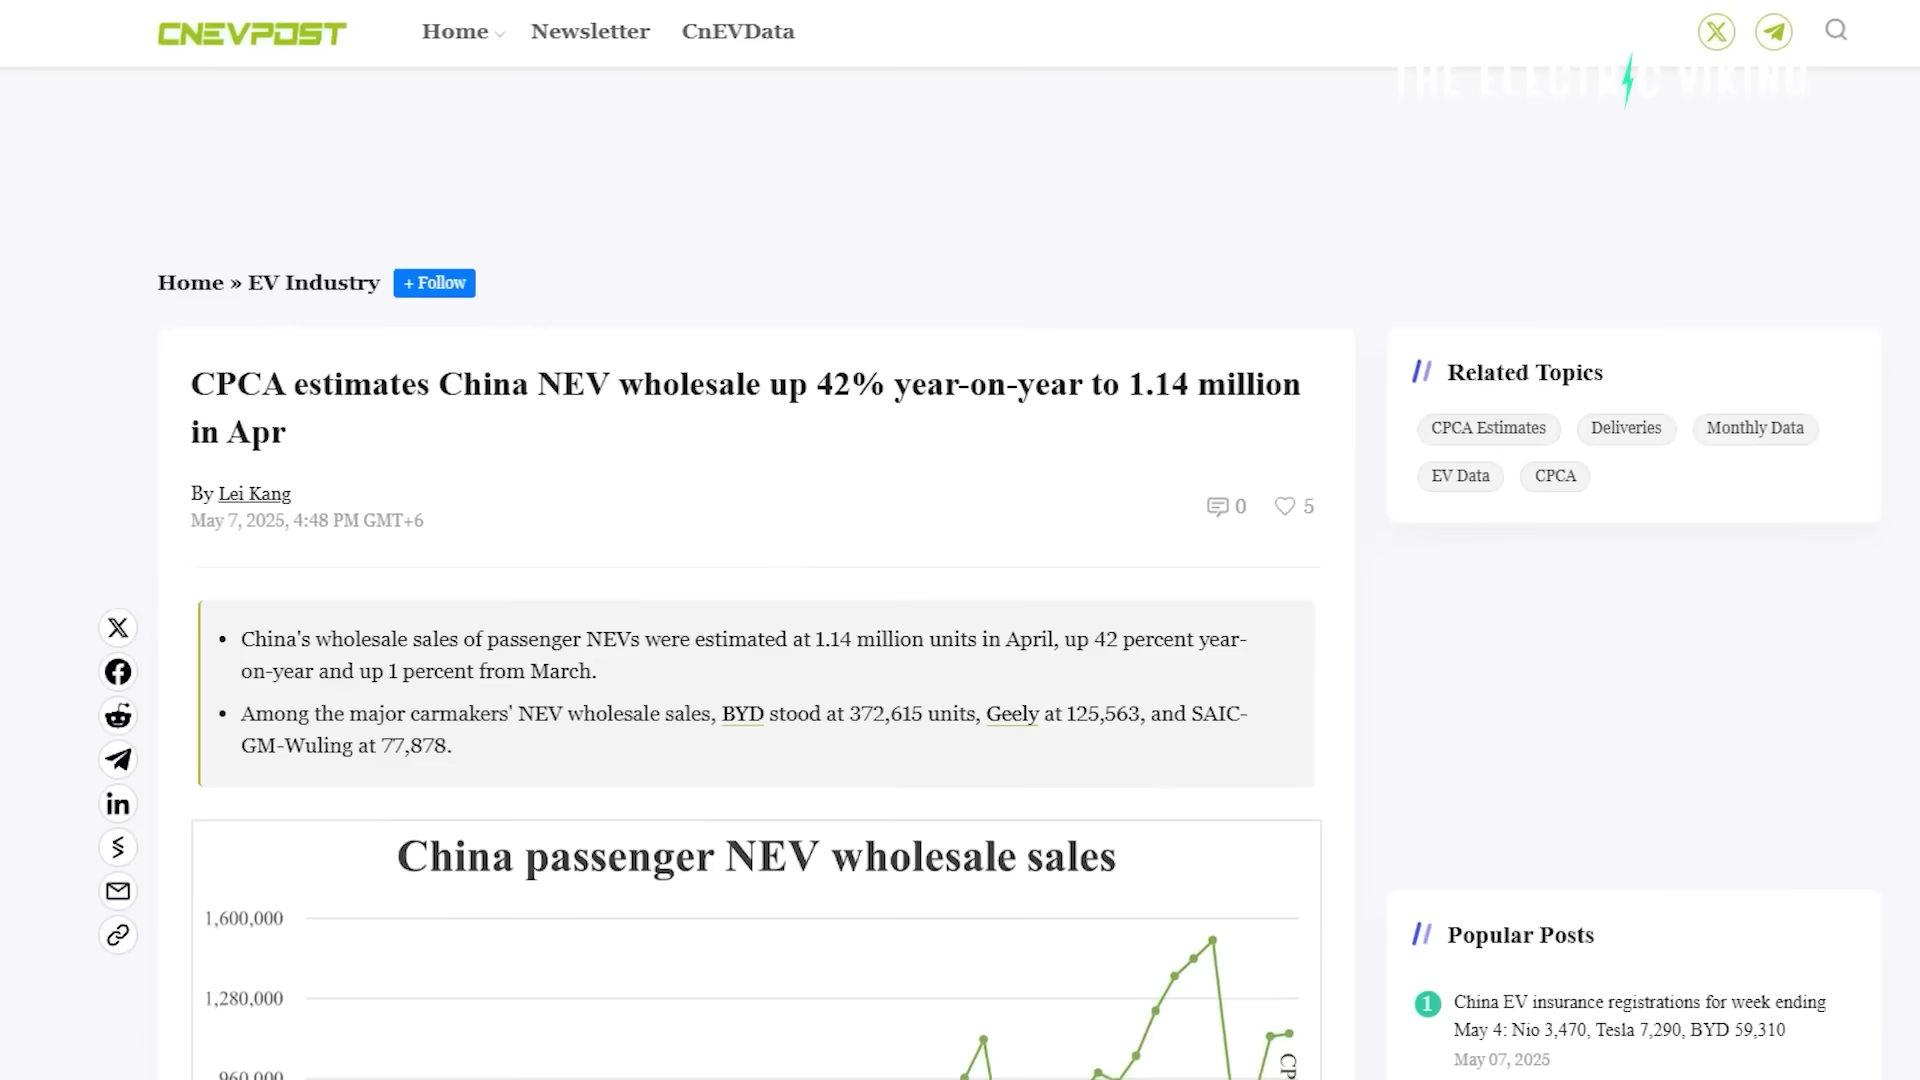 CNEVPOST
Home
Newsletter
CnEVData
THE ELECTRIC VIKING
Home » EV Industry
+ Follow
CPCA estimates China NEV wholesale up 42% year-on-year to 1.14 million
in Apr
By Lei Kang
May 7, 2025, 4:48 PM GMT+6
0
5
• China's wholesale sales of passenger NEVs were estimated at 1.14 million units in April, up 42 percent year-
on-year and up 1 percent from March.
• Among the major carmakers' NEV wholesale sales, BYD stood at 372,615 units, Geely at 125,563, and SAIC-
GM-Wuling at 77,878.
China passenger NEV wholesale sales
1,600,000
1,280,000
960,000
CP
Related Topics
CPCA Estimates
Deliveries
Monthly Data
EV Data
CPCA
Popular Posts
1
China EV insurance registrations for week ending
May 4: Nio 3,470, Tesla 7,290, BYD 59,310
May 07, 2025